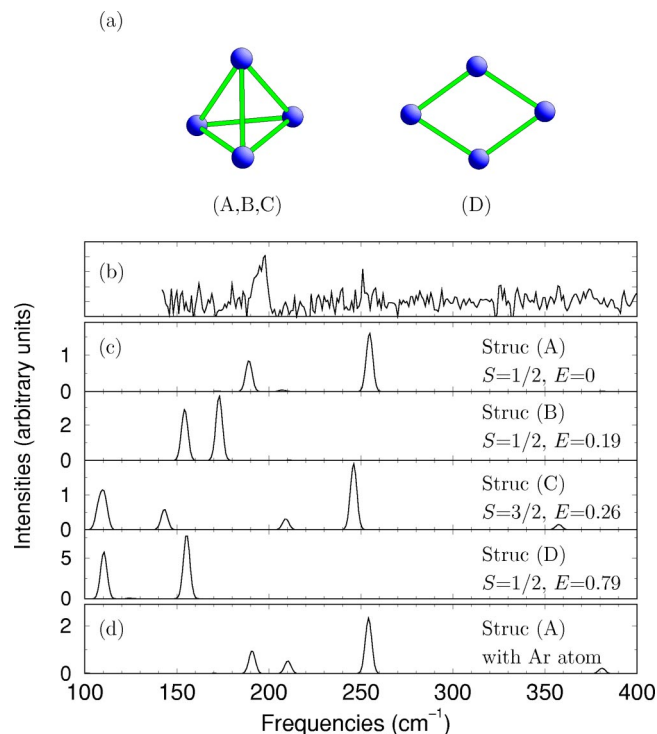 (a)
(A,B,C) (D)
(b)
(c) Struc (A)
1
S=1/2, E=0
0
Struc (B)
2
S=1/2, E=0.19
0
Struc (C)
1
S=3/2, E=0.26
0
Struc (D)
5
S=1/2, E=0.79
0
(d) Struc (A)
2
with Ar atom
0
100 150 200 250 300 350 400
Frequencies (cm⁻¹)
Intensities (arbitrary units)